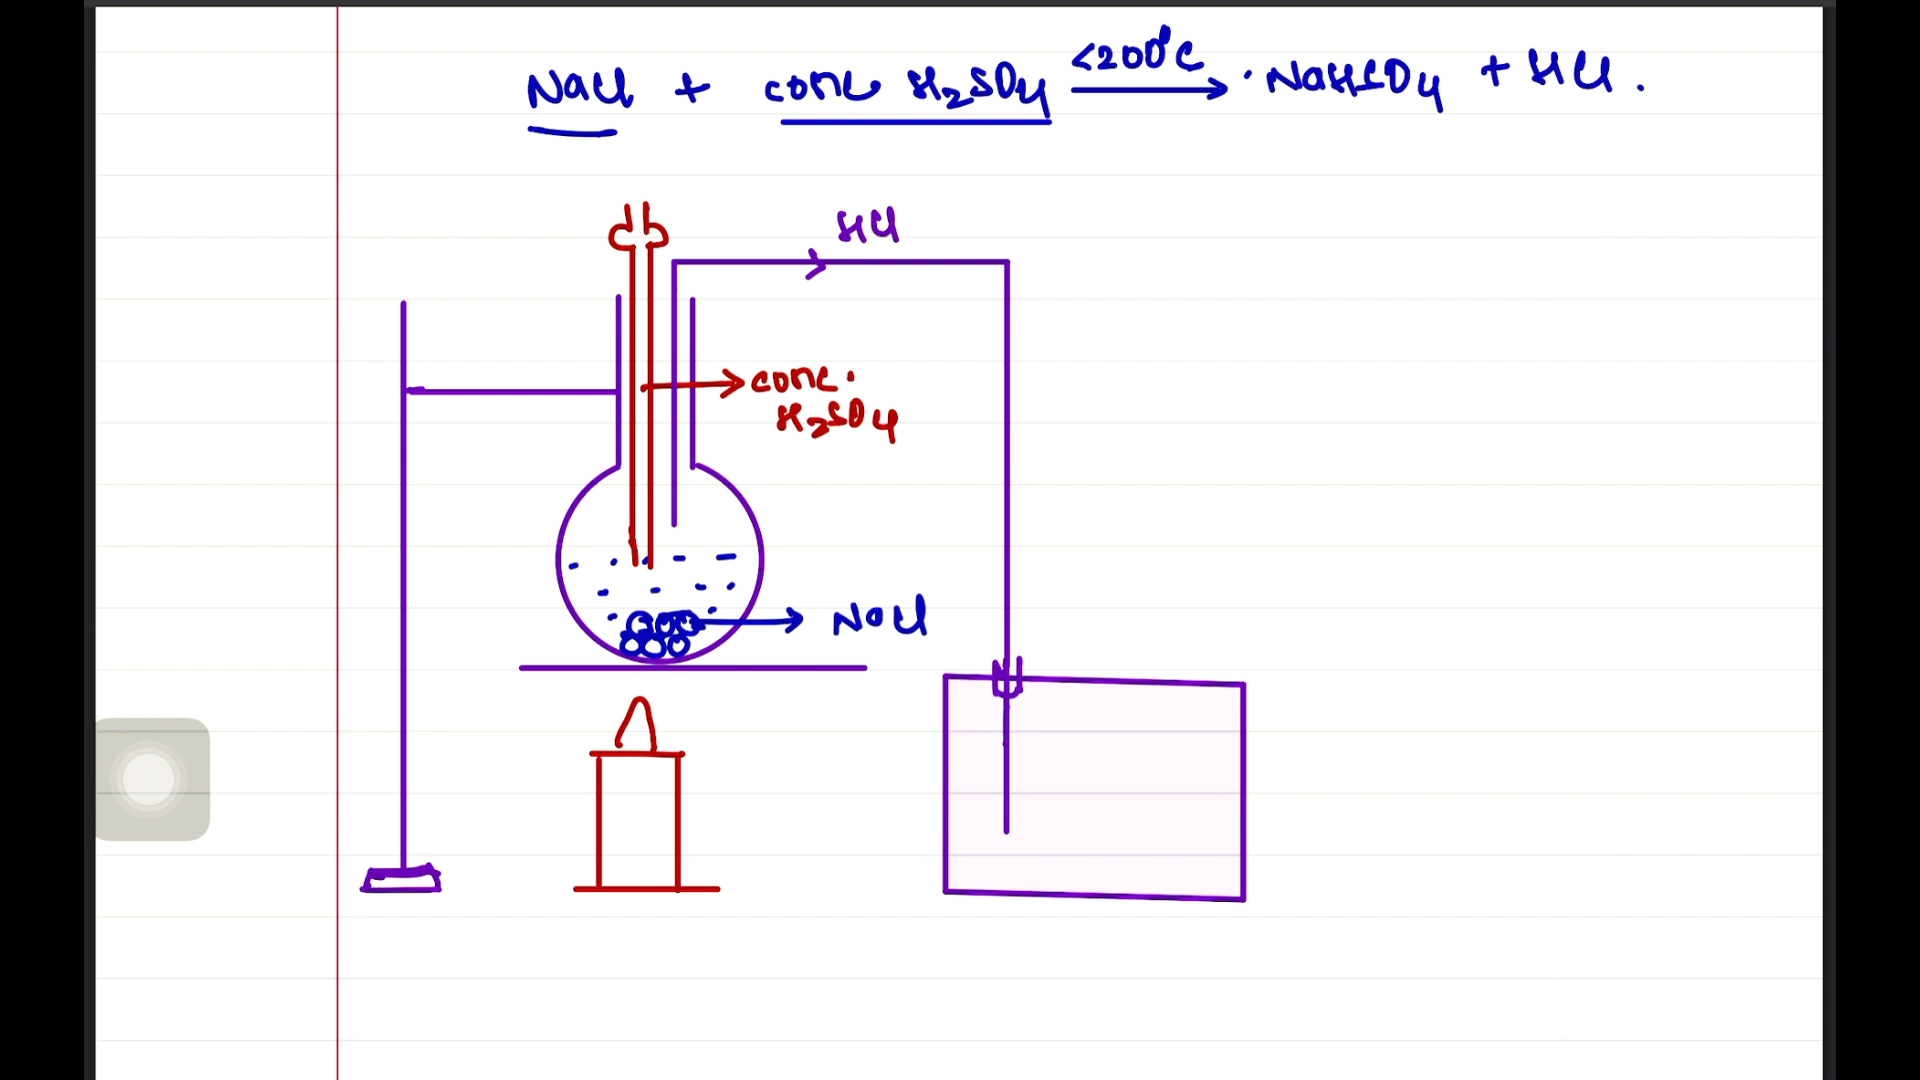 NaCl + conc H₂SO₄ <200°C → NaHSO₄ + HCl.
HCl
conc.
H₂SO₄
NaCl